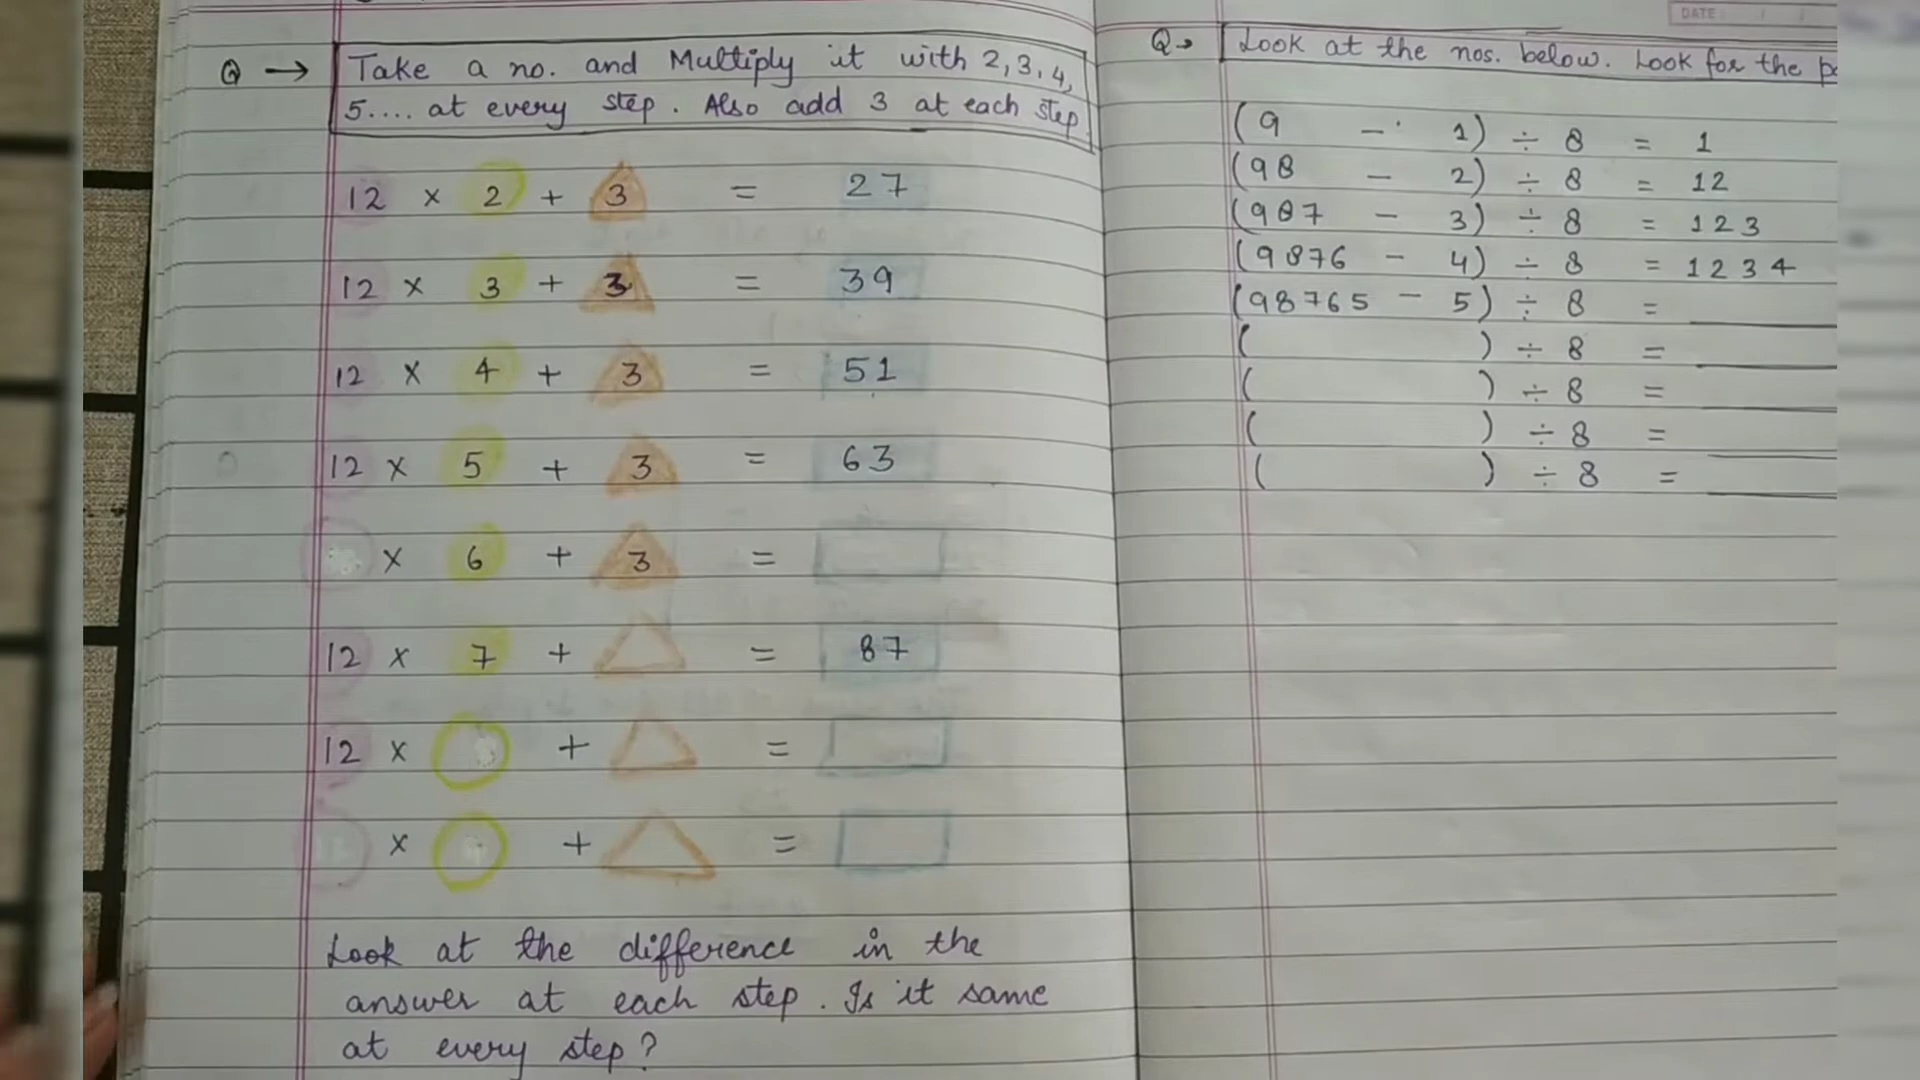 Q → Take a no. and Multiply it with 2, 3, 4,
5.... at every step. Also add 3 at each step
12 × 2 + 3 = 27
12 × 3 + 3 = 39
12 × 4 + 3 = 51
12 × 5 + 3 = 63
× 6 + 3 =
12 × 7 + = 87
12 × + =
× + =
Look at the difference in the
answer at each step. Is it same
at every step?
DATE: / /
Q→ Look at the nos. below. Look for the
(9 - 1) ÷ 8 = 1
(98 - 2) ÷ 8 = 12
(987 - 3) ÷ 8 = 123
(9876 - 4) ÷ 8 = 1234
(98765 - 5) ÷ 8 =
( ) ÷ 8 =
( ) ÷ 8 =
( ) ÷ 8 =
( ) ÷ 8 =